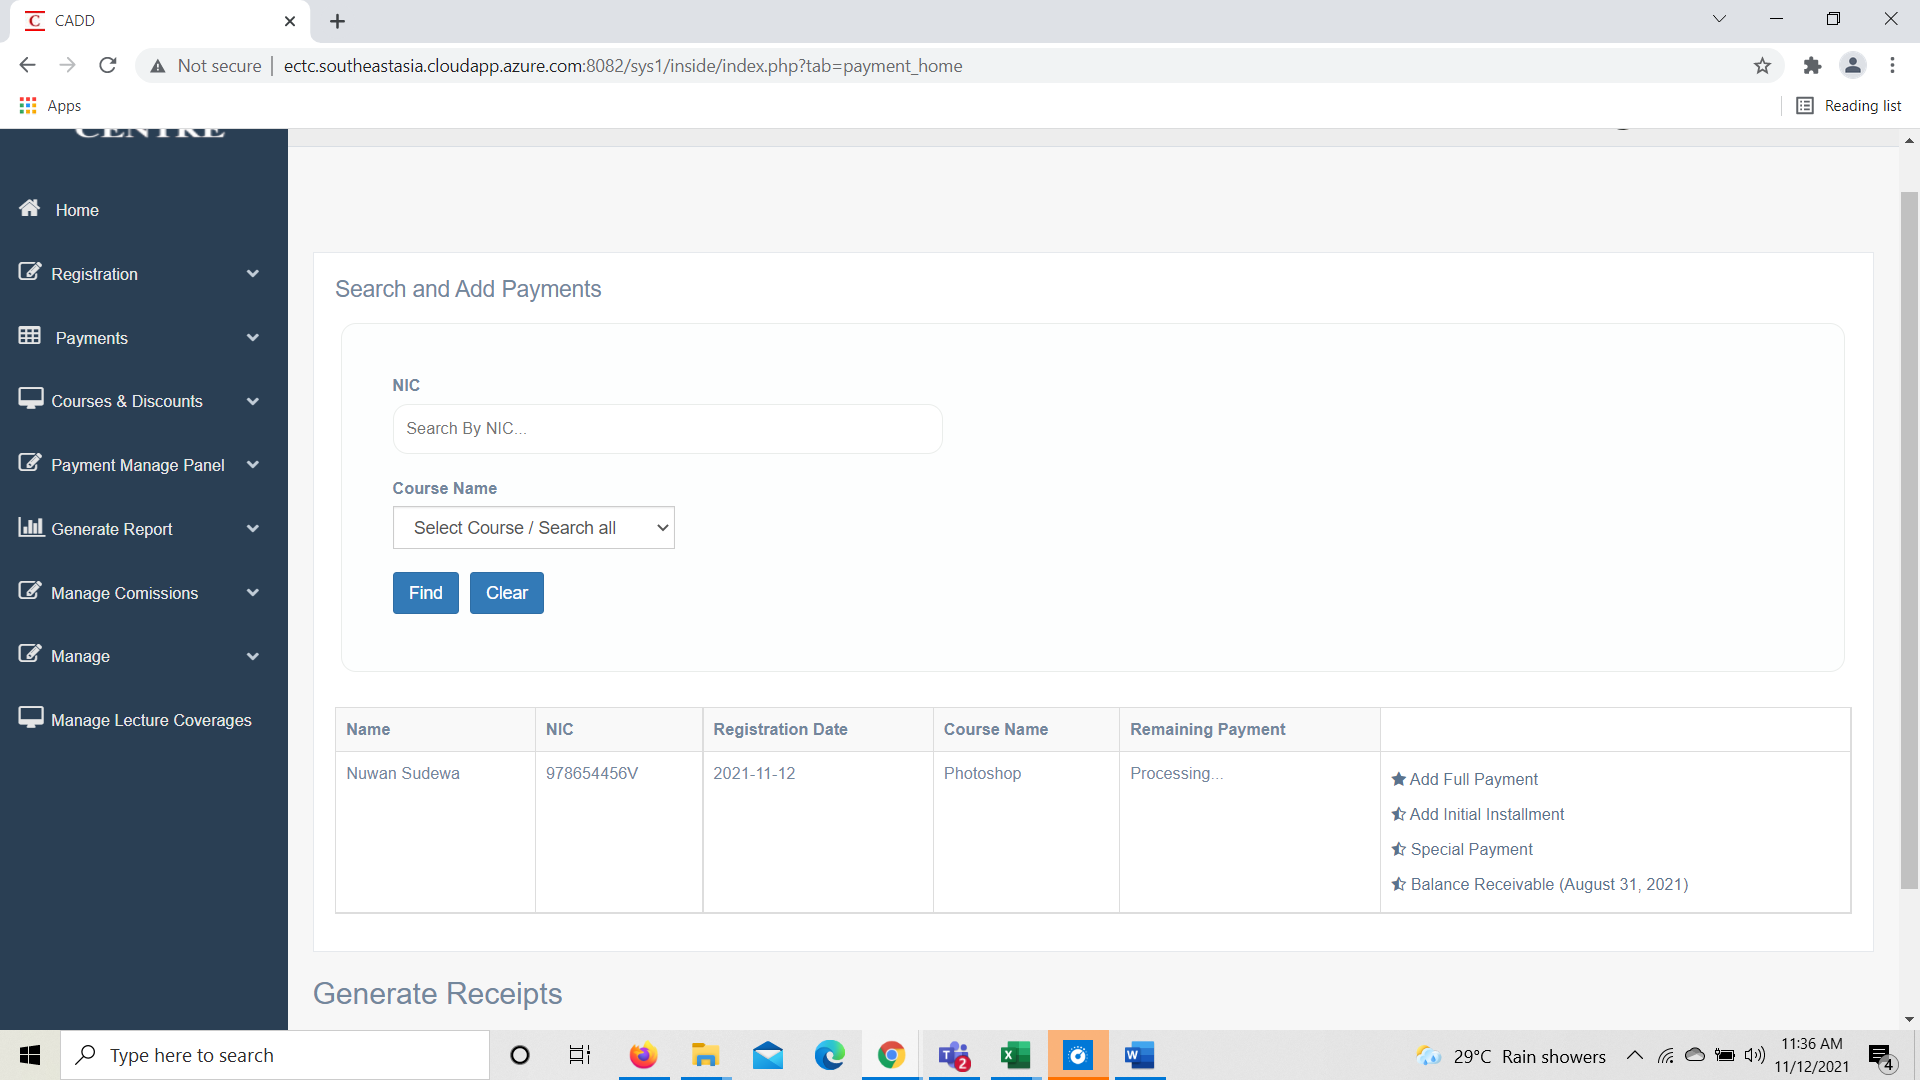 CADD
Not secure
ectc.southeastasia.cloudapp.azure.com:8082/sys1/inside/index.php?tab=payment_home
Apps
Reading list
CENTRE
Home
Registration
Payments
Courses & Discounts
Payment Manage Panel
Generate Report
Manage Comissions
Manage
Manage Lecture Coverages
Search and Add Payments
NIC
Search By NIC...
Course Name
Select Course / Search all
Find Clear
Name NIC Registration Date Course Name Remaining Payment
Nuwan Sudewa 978654456V 2021-11-12 Photoshop Processing...
Add Full Payment
Add Initial Installment
Special Payment
Balance Receivable (August 31, 2021)
Generate Receipts
Type here to search
2
29°C Rain showers
11:36 AM
11/12/2021
4